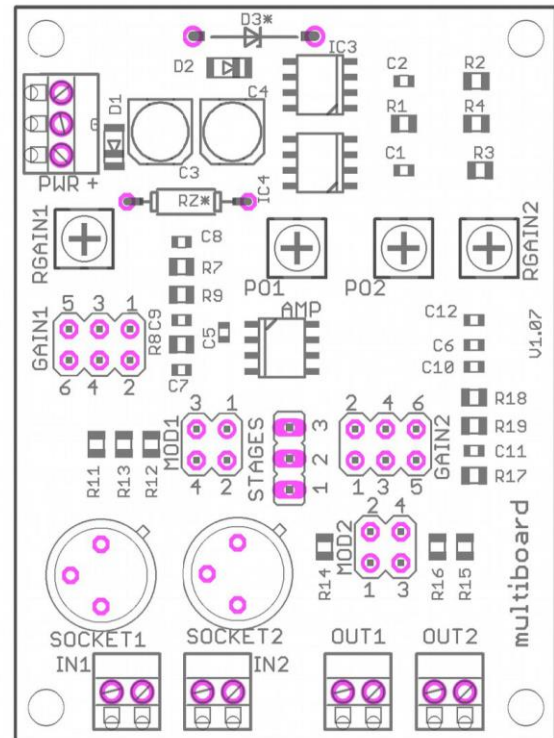 D3*
D2
IC3
C2
R2
D1
C4
R1
R4
G
C3
C1
R3
PWR +
RZ*
IC4
RGAIN1
RGAIN2
C8
PO1
PO2
R7
R9
AMP
GAIN1
5 3 1
6 4 2
C9
R8
C5
C7
C12
C6
C10
V1.07
R18
R19
C11
R17
MOD1
3 1
4 2
STAGES
3
2
1
2 4 6
1 3 5
GAIN2
R11
R13
R12
MOD2
2 4
1 3
R14
R16
R15
multiboard
SOCKET1
SOCKET2
OUT1
OUT2
IN1
IN2